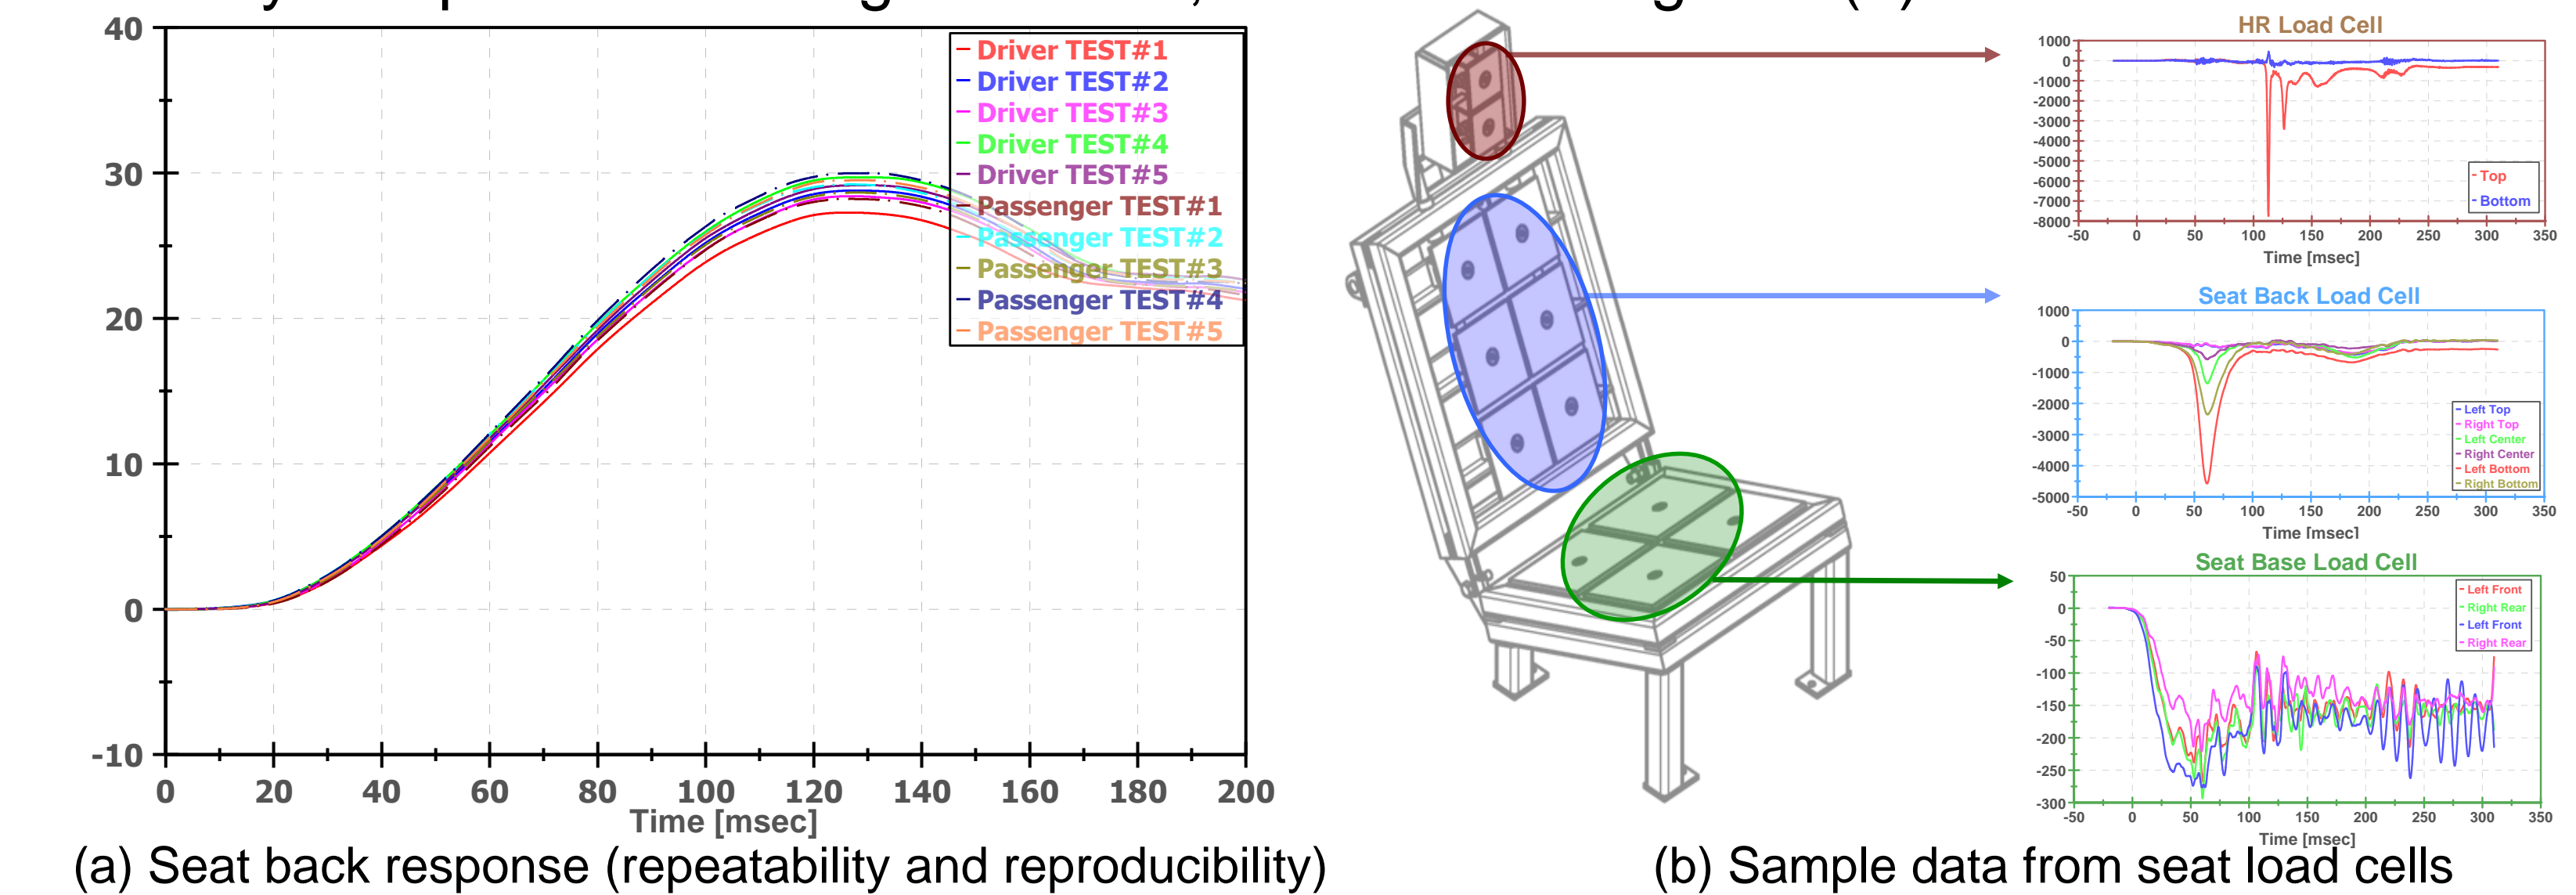 40
30
20
10
0
-10
0 20 40 60 80 100 120 140 160 180 200
Time [msec]
Driver TEST#1
Driver TEST#2
Driver TEST#3
Driver TEST#4
Driver TEST#5
Passenger TEST#1
Passenger TEST#2
Passenger TEST#3
Passenger TEST#4
Passenger TEST#5
(a) Seat back response (repeatability and reproducibility)
HR Load Cell
1000
0
-1000
-2000
-3000
-4000
-5000
-6000
-7000
-8000
Top
Bottom
-50 0 50 100 150 200 250 300 350
Time [msec]
Seat Back Load Cell
1000
0
-1000
-2000
-3000
-4000
-5000
Left Top
Right Top
Left Center
Right Center
Left Bottom
Right Bottom
-50 0 50 100 150 200 250 300 350
Time [msec]
Seat Base Load Cell
50
0
-50
-100
-150
-200
-250
-300
Left Front
Right Rear
Left Front
Right Rear
-50 0 50 100 150 200 250 300 350
Time [msec]
(b) Sample data from seat load cells